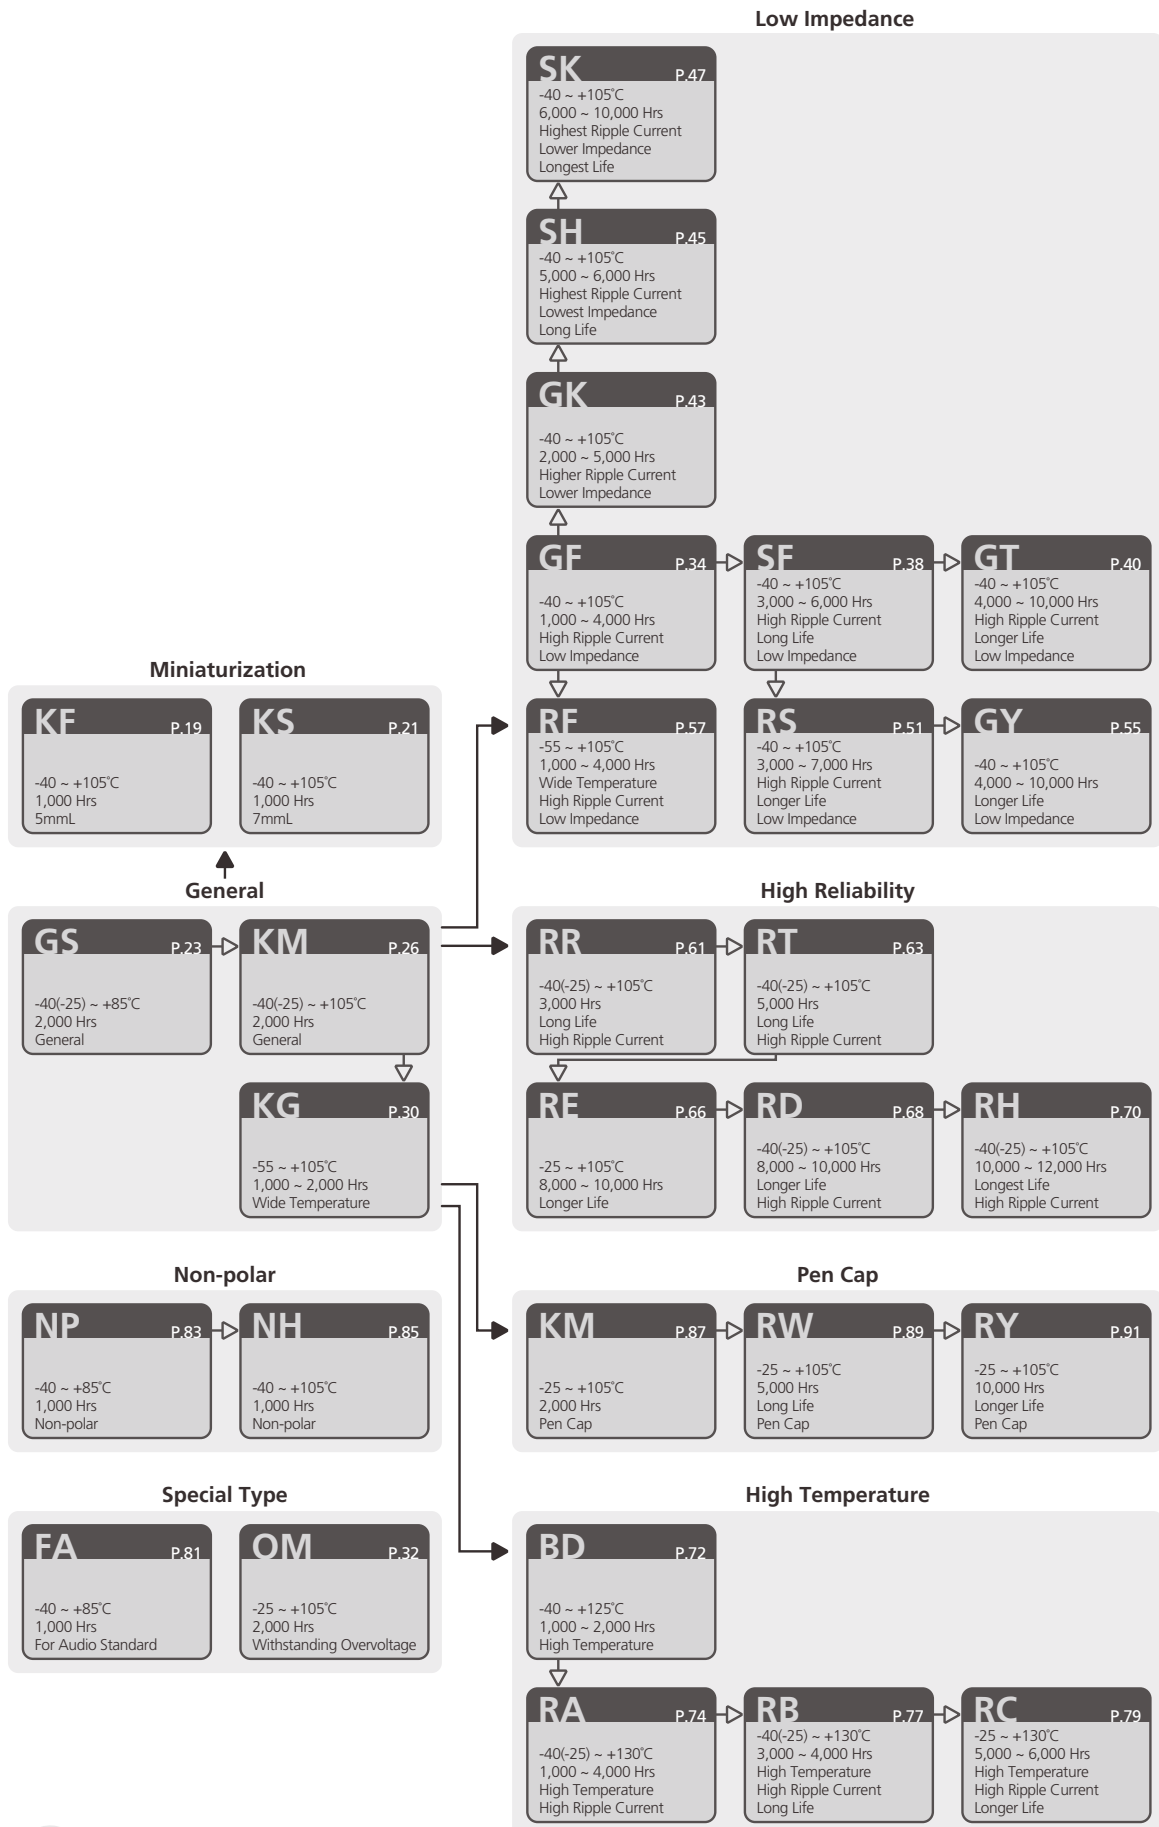 Low Impedance
SK P.47
-40 ~ +105°C
6,000 ~ 10,000 Hrs
Highest Ripple Current
Lower Impedance
Longest Life
SH P.45
-40 ~ +105°C
5,000 ~ 6,000 Hrs
Highest Ripple Current
Lowest Impedance
Long Life
GK P.43
-40 ~ +105°C
2,000 ~ 5,000 Hrs
Higher Ripple Current
Lower Impedance
GF P.34
-40 ~ +105°C
1,000 ~ 4,000 Hrs
High Ripple Current
Low Impedance
SF P.38
-40 ~ +105°C
3,000 ~ 6,000 Hrs
High Ripple Current
Long Life
Low Impedance
GT P.40
-40 ~ +105°C
4,000 ~ 10,000 Hrs
High Ripple Current
Longer Life
Low Impedance
RF P.57
-55 ~ +105°C
1,000 ~ 4,000 Hrs
Wide Temperature
High Ripple Current
Low Impedance
RS P.51
-40 ~ +105°C
3,000 ~ 7,000 Hrs
High Ripple Current
Longer Life
Low Impedance
GY P.55
-40 ~ +105°C
4,000 ~ 10,000 Hrs
Longer Life
Low Impedance
Miniaturization
KF P.19
-40 ~ +105°C
1,000 Hrs
5mmL
KS P.21
-40 ~ +105°C
1,000 Hrs
7mmL
General
GS P.23
-40(-25) ~ +85°C
2,000 Hrs
General
KM P.26
-40(-25) ~ +105°C
2,000 Hrs
General
KG P.30
-55 ~ +105°C
1,000 ~ 2,000 Hrs
Wide Temperature
High Reliability
RR P.61
-40(-25) ~ +105°C
3,000 Hrs
Long Life
High Ripple Current
RT P.63
-40(-25) ~ +105°C
5,000 Hrs
Long Life
High Ripple Current
RE P.66
-25 ~ +105°C
8,000 ~ 10,000 Hrs
Longer Life
RD P.68
-40(-25) ~ +105°C
8,000 ~ 10,000 Hrs
Longer Life
High Ripple Current
RH P.70
-40(-25) ~ +105°C
10,000 ~ 12,000 Hrs
Longest Life
High Ripple Current
Non-polar
NP P.83
-40 ~ +85°C
1,000 Hrs
Non-polar
NH P.85
-40 ~ +105°C
1,000 Hrs
Non-polar
Pen Cap
KM P.87
-25 ~ +105°C
2,000 Hrs
Pen Cap
RW P.89
-25 ~ +105°C
5,000 Hrs
Long Life
Pen Cap
RY P.91
-25 ~ +105°C
10,000 Hrs
Longer Life
Pen Cap
Special Type
FA P.81
-40 ~ +85°C
1,000 Hrs
For Audio Standard
OM P.32
-25 ~ +105°C
2,000 Hrs
Withstanding Overvoltage
High Temperature
BD P.72
-40 ~ +125°C
1,000 ~ 2,000 Hrs
High Temperature
RA P.74
-40(-25) ~ +130°C
1,000 ~ 4,000 Hrs
High Temperature
High Ripple Current
RB P.77
-40(-25) ~ +130°C
3,000 ~ 4,000 Hrs
High Temperature
High Ripple Current
Long Life
RC P.79
-25 ~ +130°C
5,000 ~ 6,000 Hrs
High Temperature
High Ripple Current
Longer Life